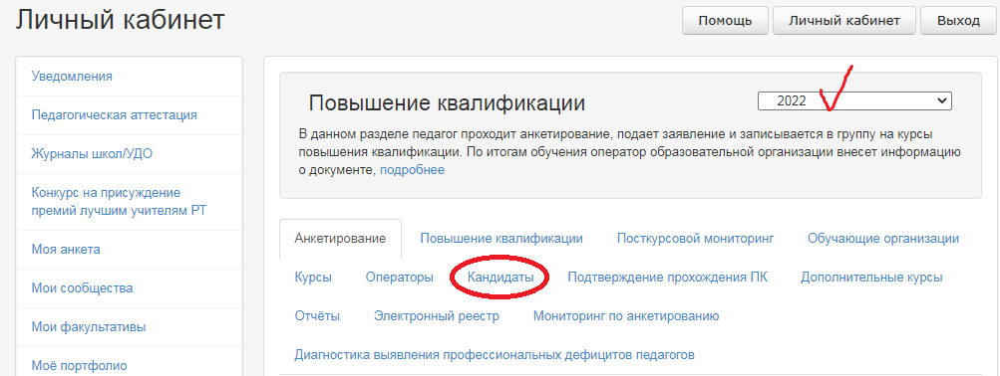 Личный кабинет
Помощь
Личный кабинет
Выход
Уведомления
Педагогическая аттестация
Журналы школ/УДО
Конкурс на присуждение
премий лучшим учителям РТ
Моя анкета
Мои сообщества
Мои факультативы
Моё портфолио
Повышение квалификации
2022
В данном разделе педагог проходит анкетирование, подает заявление и записывается в группу на курсы
повышения квалификации. По итогам обучения оператор образовательной организации внесет информацию
о документе, подробнее
Анкетирование Повышение квалификации Посткурсовой мониторинг Обучающие организации
Курсы Операторы Кандидаты Подтверждение прохождения ПК Дополнительные курсы
Отчёты Электронный реестр Мониторинг по анкетированию
Диагностика выявления профессиональных дефицитов педагогов